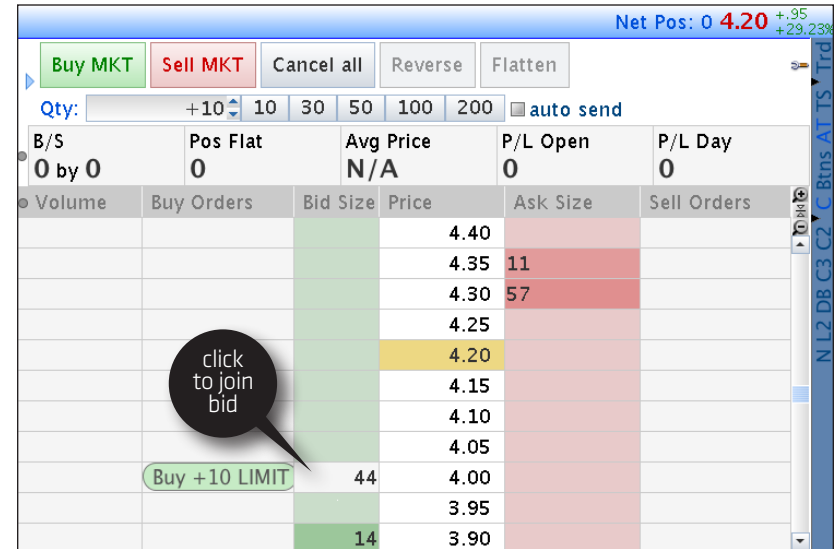 Net Pos: 0 4.20 +.95 +29.23%
Buy MKT Sell MKT Cancel all Reverse Flatten
Qty: +10 10 30 50 100 200 auto send
B/S Pos Flat Avg Price P/L Open P/L Day
0 by 0 0 N/A 0 0
Volume Buy Orders Bid Size Price Ask Size Sell Orders
4.40
4.35 11
4.30 57
4.25
4.20
4.15
4.10
4.05
Buy +10 LIMIT 44 4.00
3.95
14 3.90
click
to join
bid
Trd
TS
AT
Btns
C
C2
C3
DB
L2
N